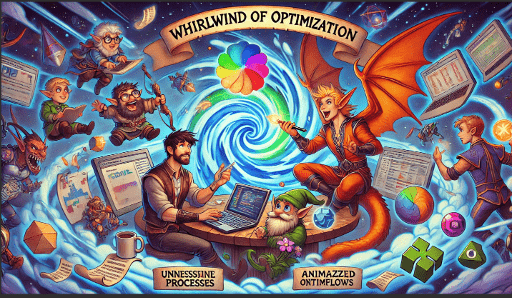 WHIRLWIND OF OPTIMIZATION
UNNESSSINE
PROCESSES
ANIMAZZED
ONTIMFLOWS